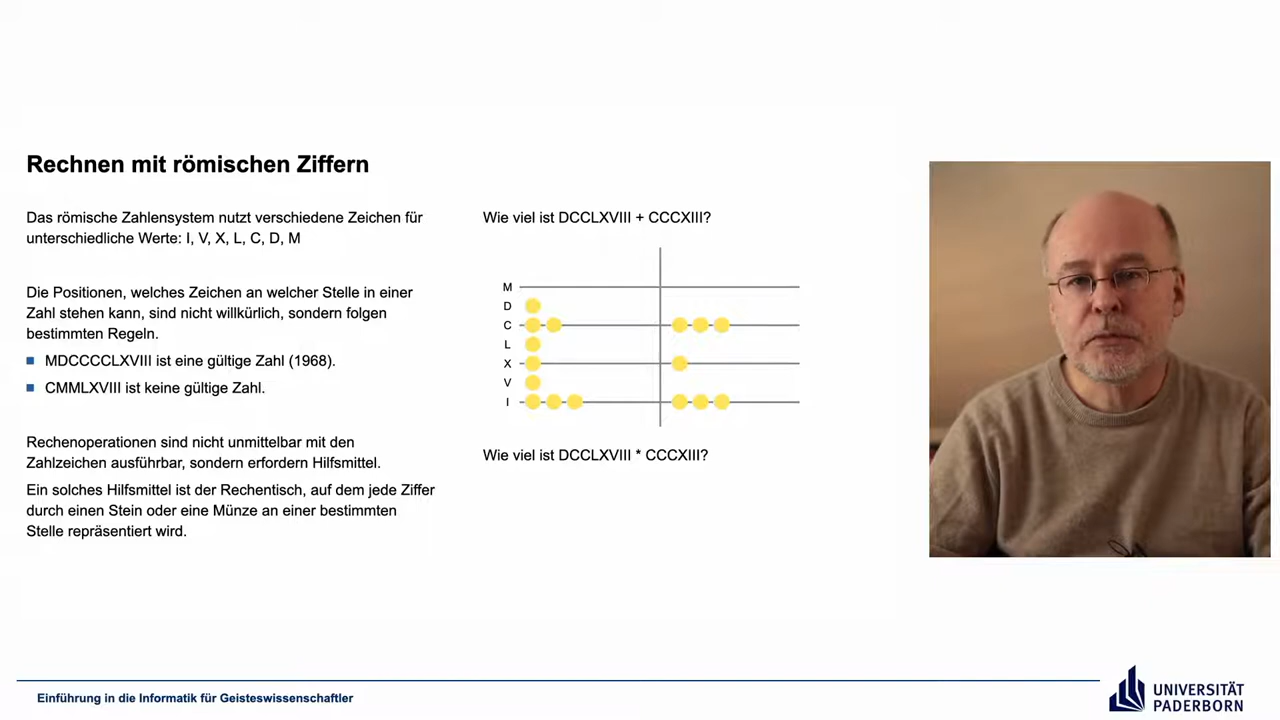 Rechnen mit römischen Ziffern
Das römische Zahlensystem nutzt verschiedene Zeichen für
unterschiedliche Werte: I, V, X, L, C, D, M
Die Positionen, welches Zeichen an welcher Stelle in einer
Zahl stehen kann, sind nicht willkürlich, sondern folgen
bestimmten Regeln.
MDCCCCLXVIII ist eine gültige Zahl (1968).
CMMLXVIII ist keine gültige Zahl.
Rechenoperationen sind nicht unmittelbar mit den
Zahlzeichen ausführbar, sondern erfordern Hilfsmittel.
Ein solches Hilfsmittel ist der Rechentisch, auf dem jede Ziffer
durch einen Stein oder eine Münze an einer bestimmten
Stelle repräsentiert wird.
Wie viel ist DCCLXVIII + CCCXIII?
M
D
C
L
X
V
I
Wie viel ist DCCLXVIII * CCCXIII?
Einführung in die Informatik für Geisteswissenschaftler
UNIVERSITÄT
PADERBORN